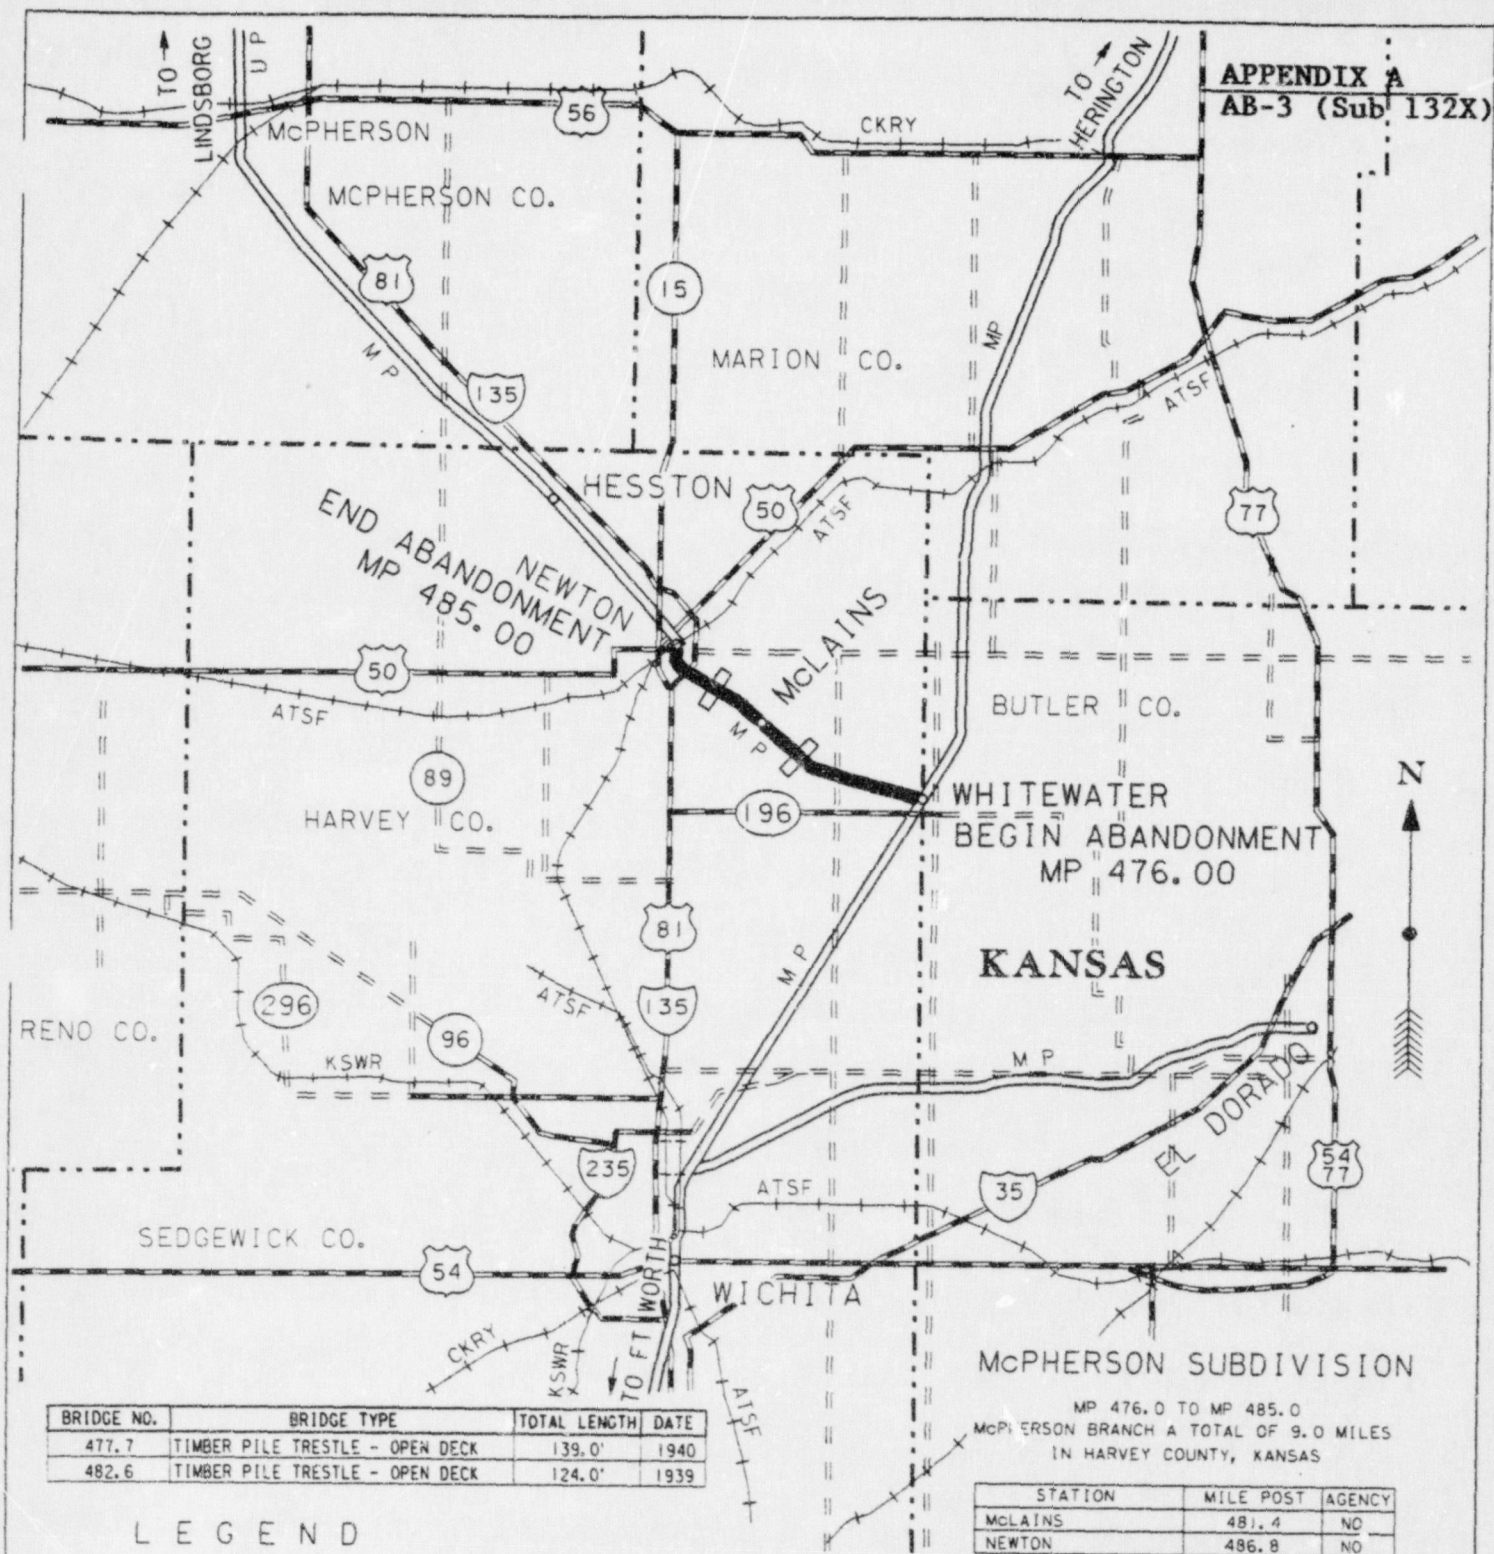 APPENDIX A
AB-3 (Sub 132X)
TO
LINDSBORG
UP
TO
HERINGTON
56
CKRY
McPHERSON
MCPHERSON CO.
81
15
MP
MP
MARION CO.
135
ATSF
HESSTON
50
ATSF
77
END ABANDONMENT
MP 485.00
NEWTON
McLAINS
50
ATSF
MP
BUTLER CO.
N
89
HARVEY CO.
196
WHITEWATER
BEGIN ABANDONMENT
MP 476.00
81
MP
KANSAS
ATSF
135
296
RENO CO.
96
KSWR
MP
EL DORADO
235
ATSF
35
54
77
SEDGEWICK CO.
54
WICHITA
TO FT WORTH
CKRY
KSWR
ATSF
McPHERSON SUBDIVISION
MP 476.0 TO MP 485.0
McPHERSON BRANCH A TOTAL OF 9.0 MILES
IN HARVEY COUNTY, KANSAS
BRIDGE NO. BRIDGE TYPE TOTAL LENGTH DATE
477.7 TIMBER PILE TRESTLE - OPEN DECK 139.0' 1940
482.6 TIMBER PILE TRESTLE - OPEN DECK 124.0' 1939
STATION MILE POST AGENCY
McLAINS 481.4 NO
NEWTON 486.8 NO
LEGEND